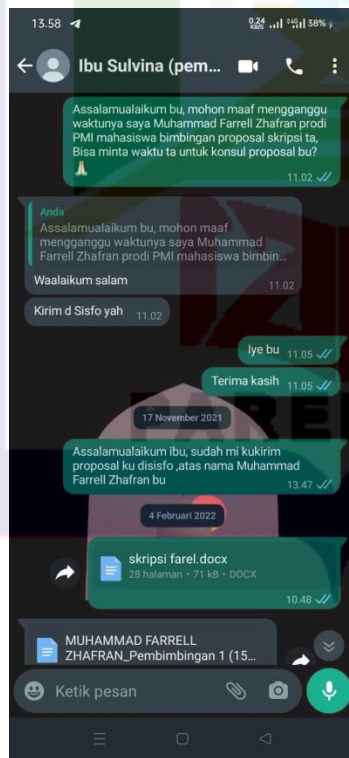 13.58
0.24 KB/S
38%
Ibu Sulvina (pem...
Assalamualaikum bu, mohon maaf mengganggu
waktunya saya Muhammad Farrell Zhafran prodi
PMI mahasiswa bimbingan proposal skripsi ta,
Bisa minta waktu ta untuk konsul proposal bu?
🙏🏻
11.02
Anda
Assalamualaikum bu, mohon maaf
mengganggu waktunya saya Muhammad
Farrell Zhafran prodi PMI mahasiswa bimbin...
Waalaikum salam
11.02
Kirim d Sisfo yah 11.02
Iye bu 11.05
Terima kasih 11.05
17 November 2021
Assalamualaikum ibu, sudah mi kukirim
proposal ku disisfo ,atas nama Muhammad
Farrell Zhafran bu
13.47
4 Februari 2022
skripsi farel.docx
28 halaman • 71 kB • DOCX
10.48
MUHAMMAD FARRELL
ZHAFRAN_Pembimbingan 1 (15...
Ketik pesan